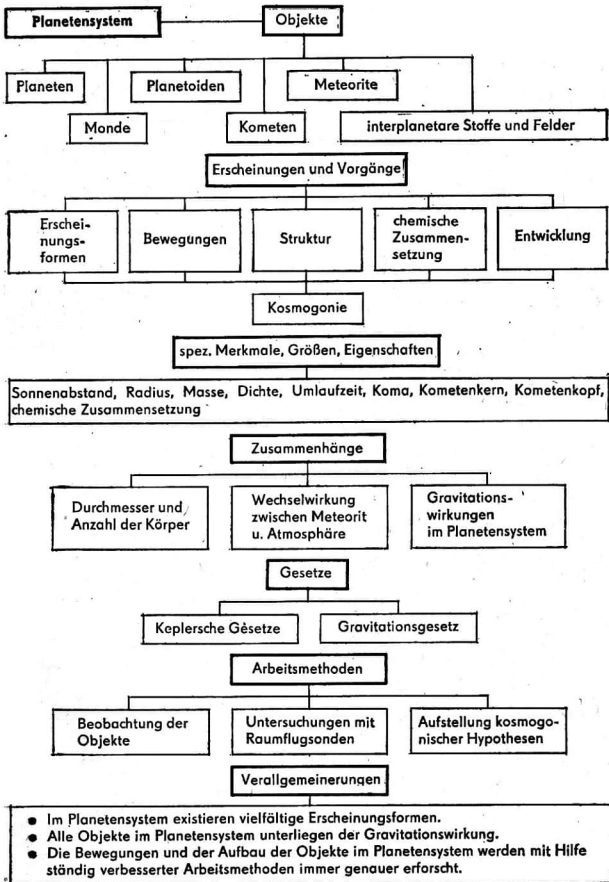 Planetensystem
Objekte
Planeten
Planetoiden
Meteorite
Monde
Kometen
interplanetare Stoffe und Felder
Erscheinungen und Vorgänge
Erschei-
nungs-
formen
Bewegungen
Struktur
chemische
Zusammen-
setzung
Entwicklung
Kosmogonie
spez. Merkmale, Größen, Eigenschaften
Sonnenabstand, Radius, Masse, Dichte, Umlaufzeit, Koma, Kometenkern, Kometenkopf,
chemische Zusammensetzung
Zusammenhänge
Durchmesser und
Anzahl der Körper
Wechselwirkung
zwischen Meteorit
u. Atmosphäre
Gravitations-
wirkungen
im Planetensystem
Gesetze
Keplersche Gesetze
Gravitationsgesetz
Arbeitsmethoden
Beobachtung der
Objekte
Untersuchungen mit
Raumflugsonden
Aufstellung kosmogo-
nischer Hypothesen
Verallgemeinerungen
• Im Planetensystem existieren vielfältige Erscheinungsformen.
• Alle Objekte im Planetensystem unterliegen der Gravitationswirkung.
• Die Bewegungen und der Aufbau der Objekte im Planetensystem werden mit Hilfe
ständig verbesserter Arbeitsmethoden immer genauer erforscht.